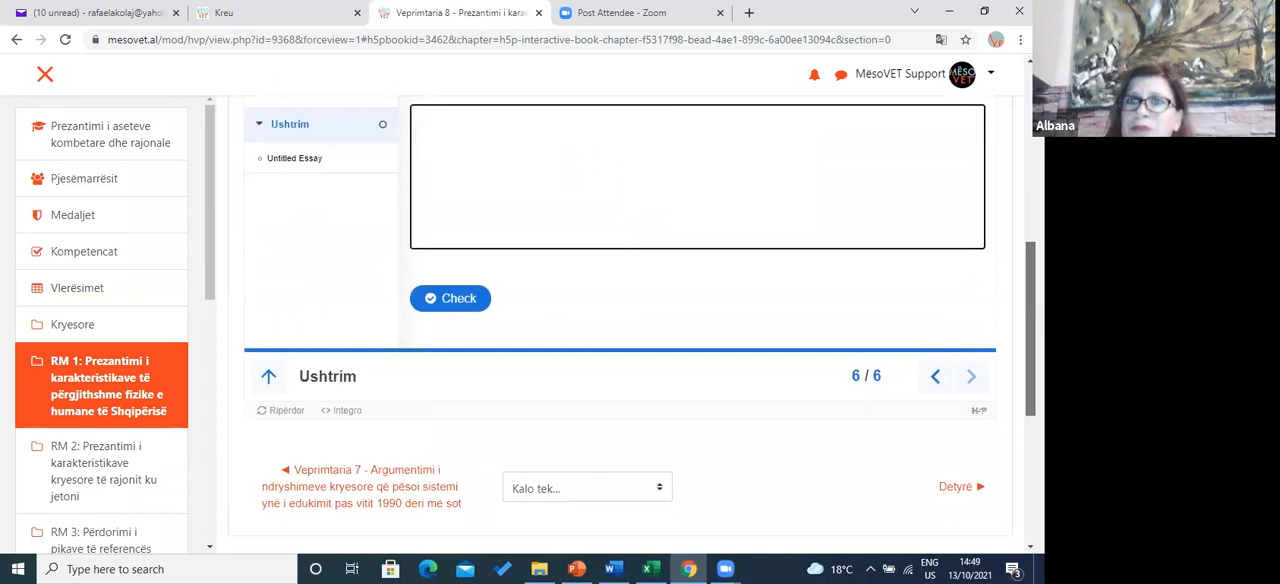 (10 unread) - rafaelakolaj@yaho
Kreu
Veprimtaria 8 - Prezantimi i kara
Post Attendee - Zoom
mesovet.al/mod/hvp/view.php?id=9368&forceview=1#h5pbookid=3462&chapter=h5p-interactive-book-chapter-f5317f98-bead-4ae1-899c-6a00ee13094c&section=0
MësoVET Support
MËSO VET
Albana
Prezantimi i aseteve
kombetare dhe rajonale
Pjesëmarrësit
Medaljet
Kompetencat
Vlerësimet
Kryesore
RM 1: Prezantimi i
karakteristikave të
përgjithshme fizike e
humane të Shqipërisë
RM 2: Prezantimi i
karakteristikave
kryesore të rajonit ku
jetoni
RM 3: Përdorimi i
pikave të referencës
Ushtrim
Untitled Essay
Check
Ushtrim
6 / 6
Ripërdor
<> Integro
H-P
◄ Veprimtaria 7 - Argumentimi i
ndryshimeve kryesore që pësoi sistemi
ynë i edukimit pas vitit 1990 deri më sot
Kalo tek...
Detyrë ►
Type here to search
18°C
ENG
US
14:49
13/10/2021
3